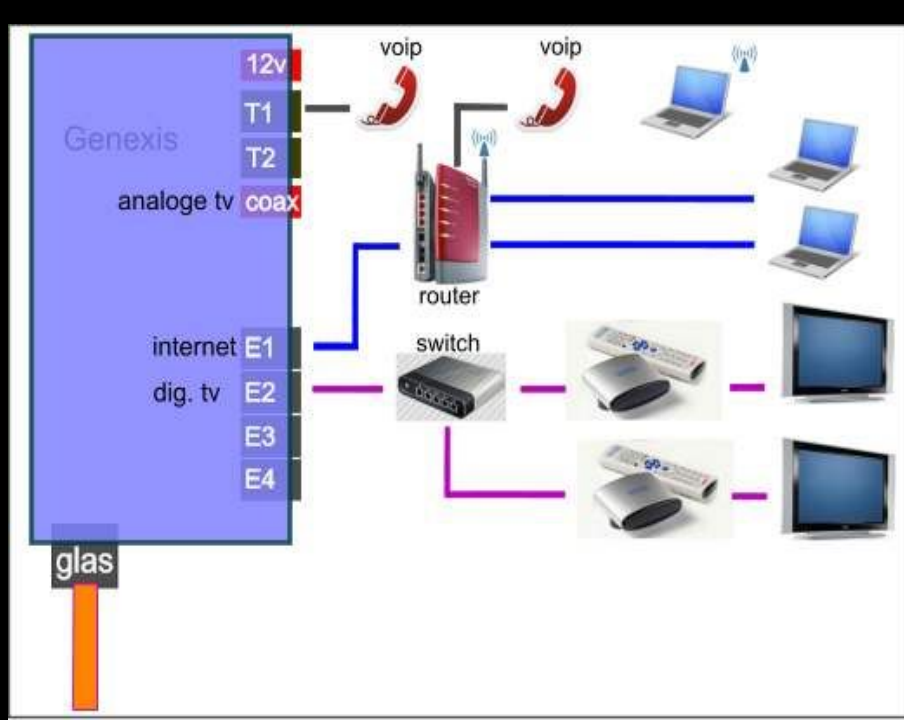 voip
voip
12v
T1
Genexis
T2
analoge tv coax
router
internet E1
switch
dig. tv E2
E3
E4
glas